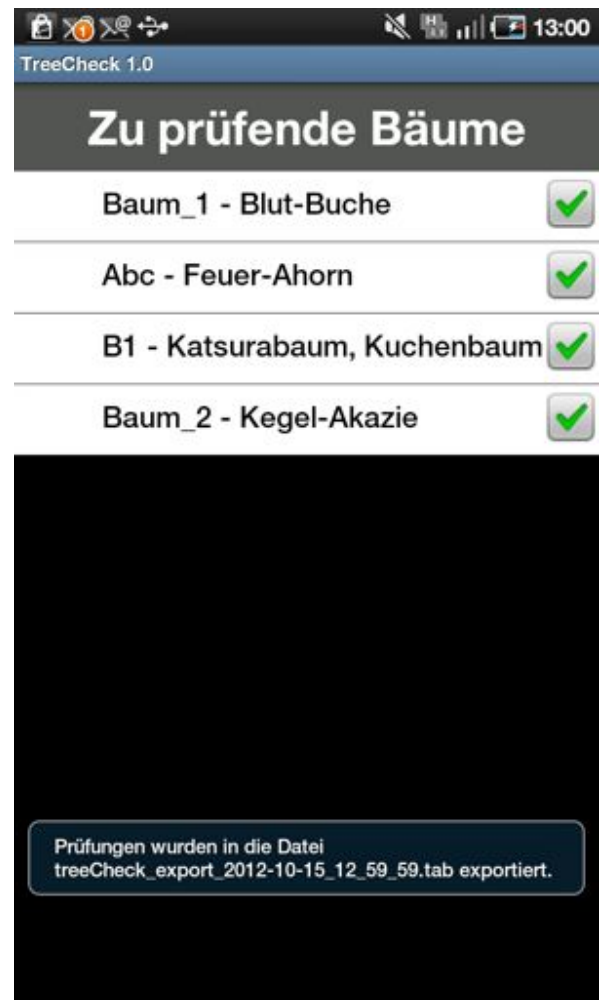 13:00
TreeCheck 1.0
Zu prüfende Bäume
Baum_1 - Blut-Buche
Abc - Feuer-Ahorn
B1 - Katsurabaum, Kuchenbaum
Baum_2 - Kegel-Akazie
Prüfungen wurden in die Datei
treeCheck_export_2012-10-15_12_59_59.tab exportiert.